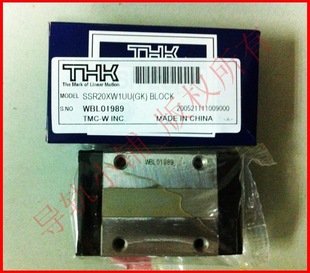 THK
THK
The Mark of Linear Motion
MODEL SSR20XW1UU(GK) BLOCK
S.NO WBL01989 200521111009000
TMC-W INC MADE IN CHINA
WBL01989